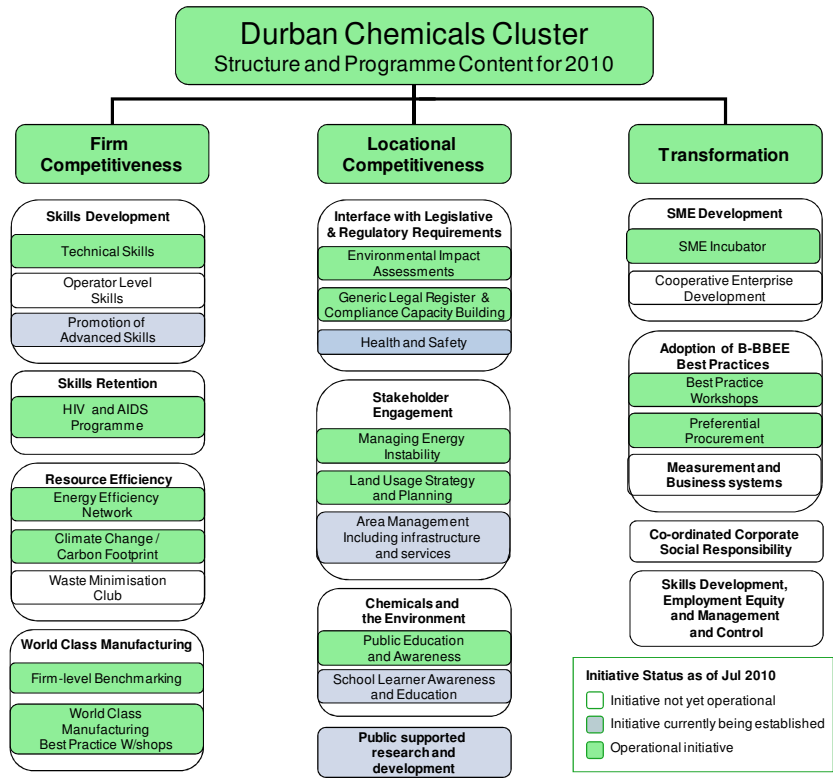 Durban Chemicals Cluster
Structure and Programme Content for 2010
Firm
Competitiveness
Skills Development
Technical Skills
Operator Level
Skills
Promotion of
Advanced Skills
Skills Retention
HIV and AIDS
Programme
Resource Efficiency
Energy Efficiency
Network
Climate Change /
Carbon Footprint
Waste Minimisation
Club
World Class Manufacturing
Firm-level Benchmarking
World Class
Manufacturing
Best Practice W/shops
Locational
Competitiveness
Interface with Legislative
& Regulatory Requirements
Environmental Impact
Assessments
Generic Legal Register &
Compliance Capacity Building
Health and Safety
Stakeholder
Engagement
Managing Energy
Instability
Land Usage Strategy
and Planning
Area Management
Including infrastructure
and services
Chemicals and
the Environment
Public Education
and Awareness
School Learner Awareness
and Education
Public supported
research and
development
Transformation
SME Development
SME Incubator
Cooperative Enterprise
Development
Adoption of B-BBEE
Best Practices
Best Practice
Workshops
Preferential
Procurement
Measurement and
Business systems
Co-ordinated Corporate
Social Responsibility
Skills Development,
Employment Equity
and Management
and Control
Initiative Status as of Jul 2010
Initiative not yet operational
Initiative currently being established
Operational initiative